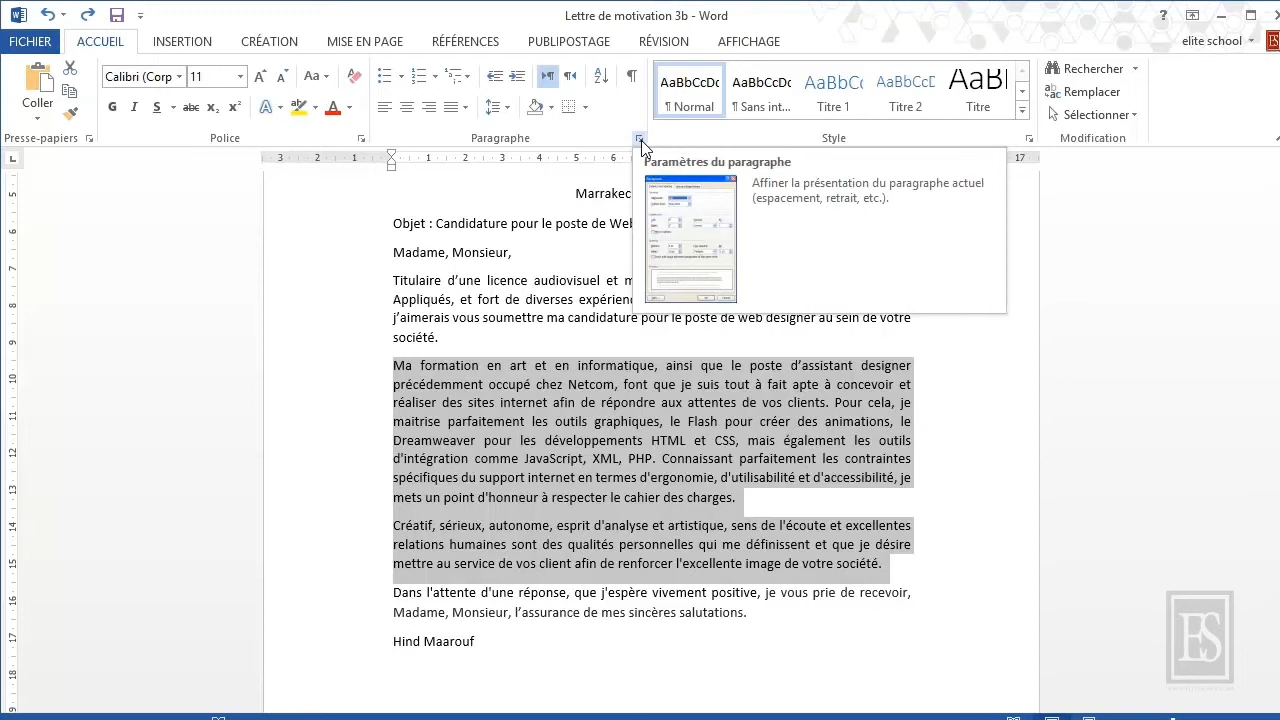 Lettre de motivation 3b - Word
FICHIER ACCUEIL INSERTION CRÉATION MISE EN PAGE RÉFÉRENCES PUBLIPOSTAGE RÉVISION AFFICHAGE elite school
Coller
Calibri (Corp 11
G I S abc x₂ x²
AaBbCcDc AaBbCcDc AaBbCc AaBbCcD AaBl
¶ Normal ¶ Sans int... Titre 1 Titre 2 Titre
Rechercher
Remplacer
Sélectionner
Presse-papiers Police Paragraphe Style Modification
3 2 1 1 2 3 4 5 6 17
Paramètres du paragraphe
Affiner la présentation du paragraphe actuel
(espacement, retrait, etc.).
Marrakec
Objet : Candidature pour le poste de Web
Madame, Monsieur,
Titulaire d'une licence audiovisuel et m
Appliqués, et fort de diverses expérien
j'aimerais vous soumettre ma candidature pour le poste de web designer au sein de votre
société.
Ma formation en art et en informatique, ainsi que le poste d'assistant designer
précédemment occupé chez Netcom, font que je suis tout à fait apte à concevoir et
réaliser des sites internet afin de répondre aux attentes de vos clients. Pour cela, je
maitrise parfaitement les outils graphiques, le Flash pour créer des animations, le
Dreamweaver pour les développements HTML et CSS, mais également les outils
d'intégration comme JavaScript, XML, PHP. Connaissant parfaitement les contraintes
spécifiques du support internet en termes d'ergonomie, d'utilisabilité et d'accessibilité, je
mets un point d'honneur à respecter le cahier des charges.
Créatif, sérieux, autonome, esprit d'analyse et artistique, sens de l'écoute et excellentes
relations humaines sont des qualités personnelles qui me définissent et que je désire
mettre au service de vos client afin de renforcer l'excellente image de votre société.
Dans l'attente d'une réponse, que j'espère vivement positive, je vous prie de recevoir,
Madame, Monsieur, l'assurance de mes sincères salutations.
Hind Maarouf